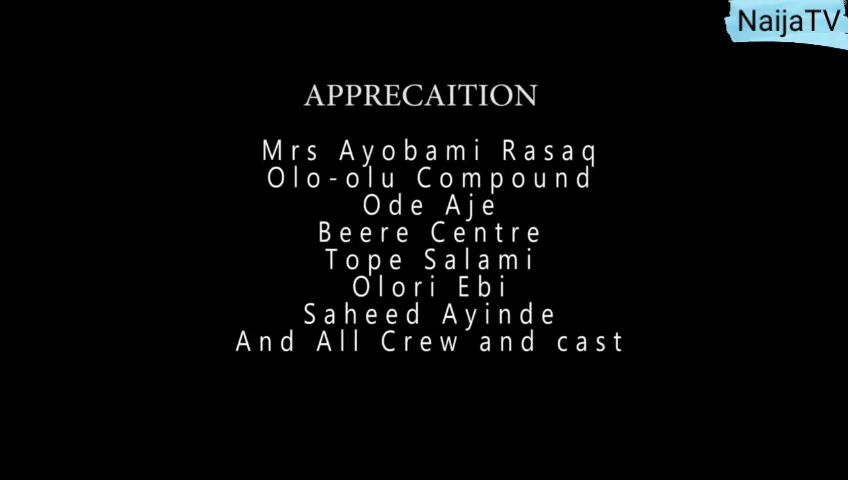 NaijaTV
APPRECAITION
Mrs Ayobami Rasaq
Olo-olu Compound
Ode Aje
Beere Centre
Tope Salami
Olori Ebi
Saheed Ayinde
And All Crew and cast